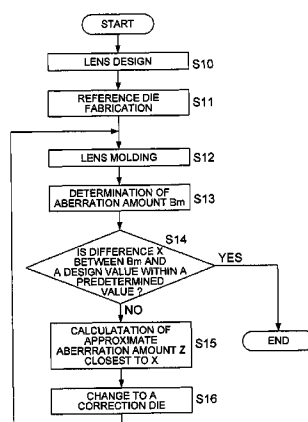 START
LENS DESIGN
S10
REFERENCE DIE
FABRICATION
S11
LENS MOLDING
S12
DETERMINATION OF
ABERRATION AMOUNT Bm
S13
S14
IS DIFFERENCE X
BETWEEN Bm AND
A DESIGN VALUE WITHIN A
PREDETERMINED
VALUE ?
YES
NO
END
CALCULATATION OF
APPROXIMATE
ABERRRATION AMOUNT Z
CLOSEST TO X
S15
CHANGE TO A
CORRECTION DIE
S16